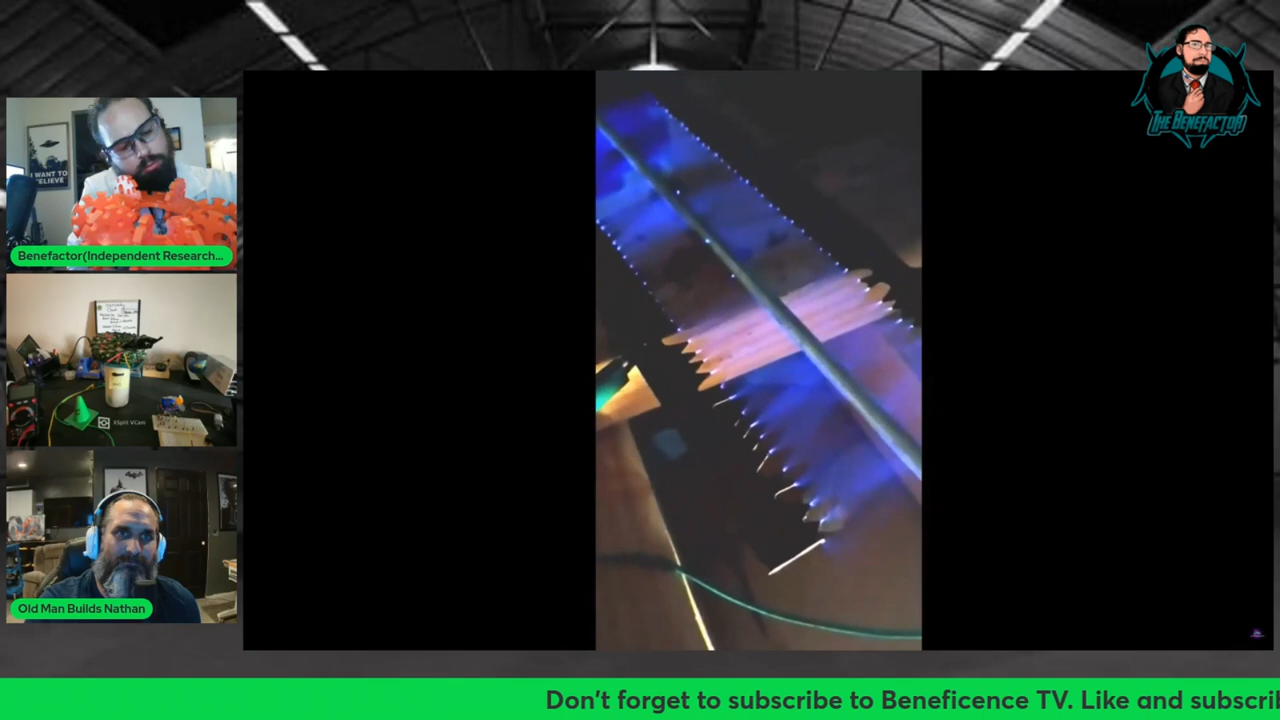 THE BENEFACTOR
I WANT TO
BELIEVE
Benefactor(Independent Research...
XSplit VCam
Old Man Builds Nathan
Don't forget to subscribe to Beneficence TV. Like and subscri